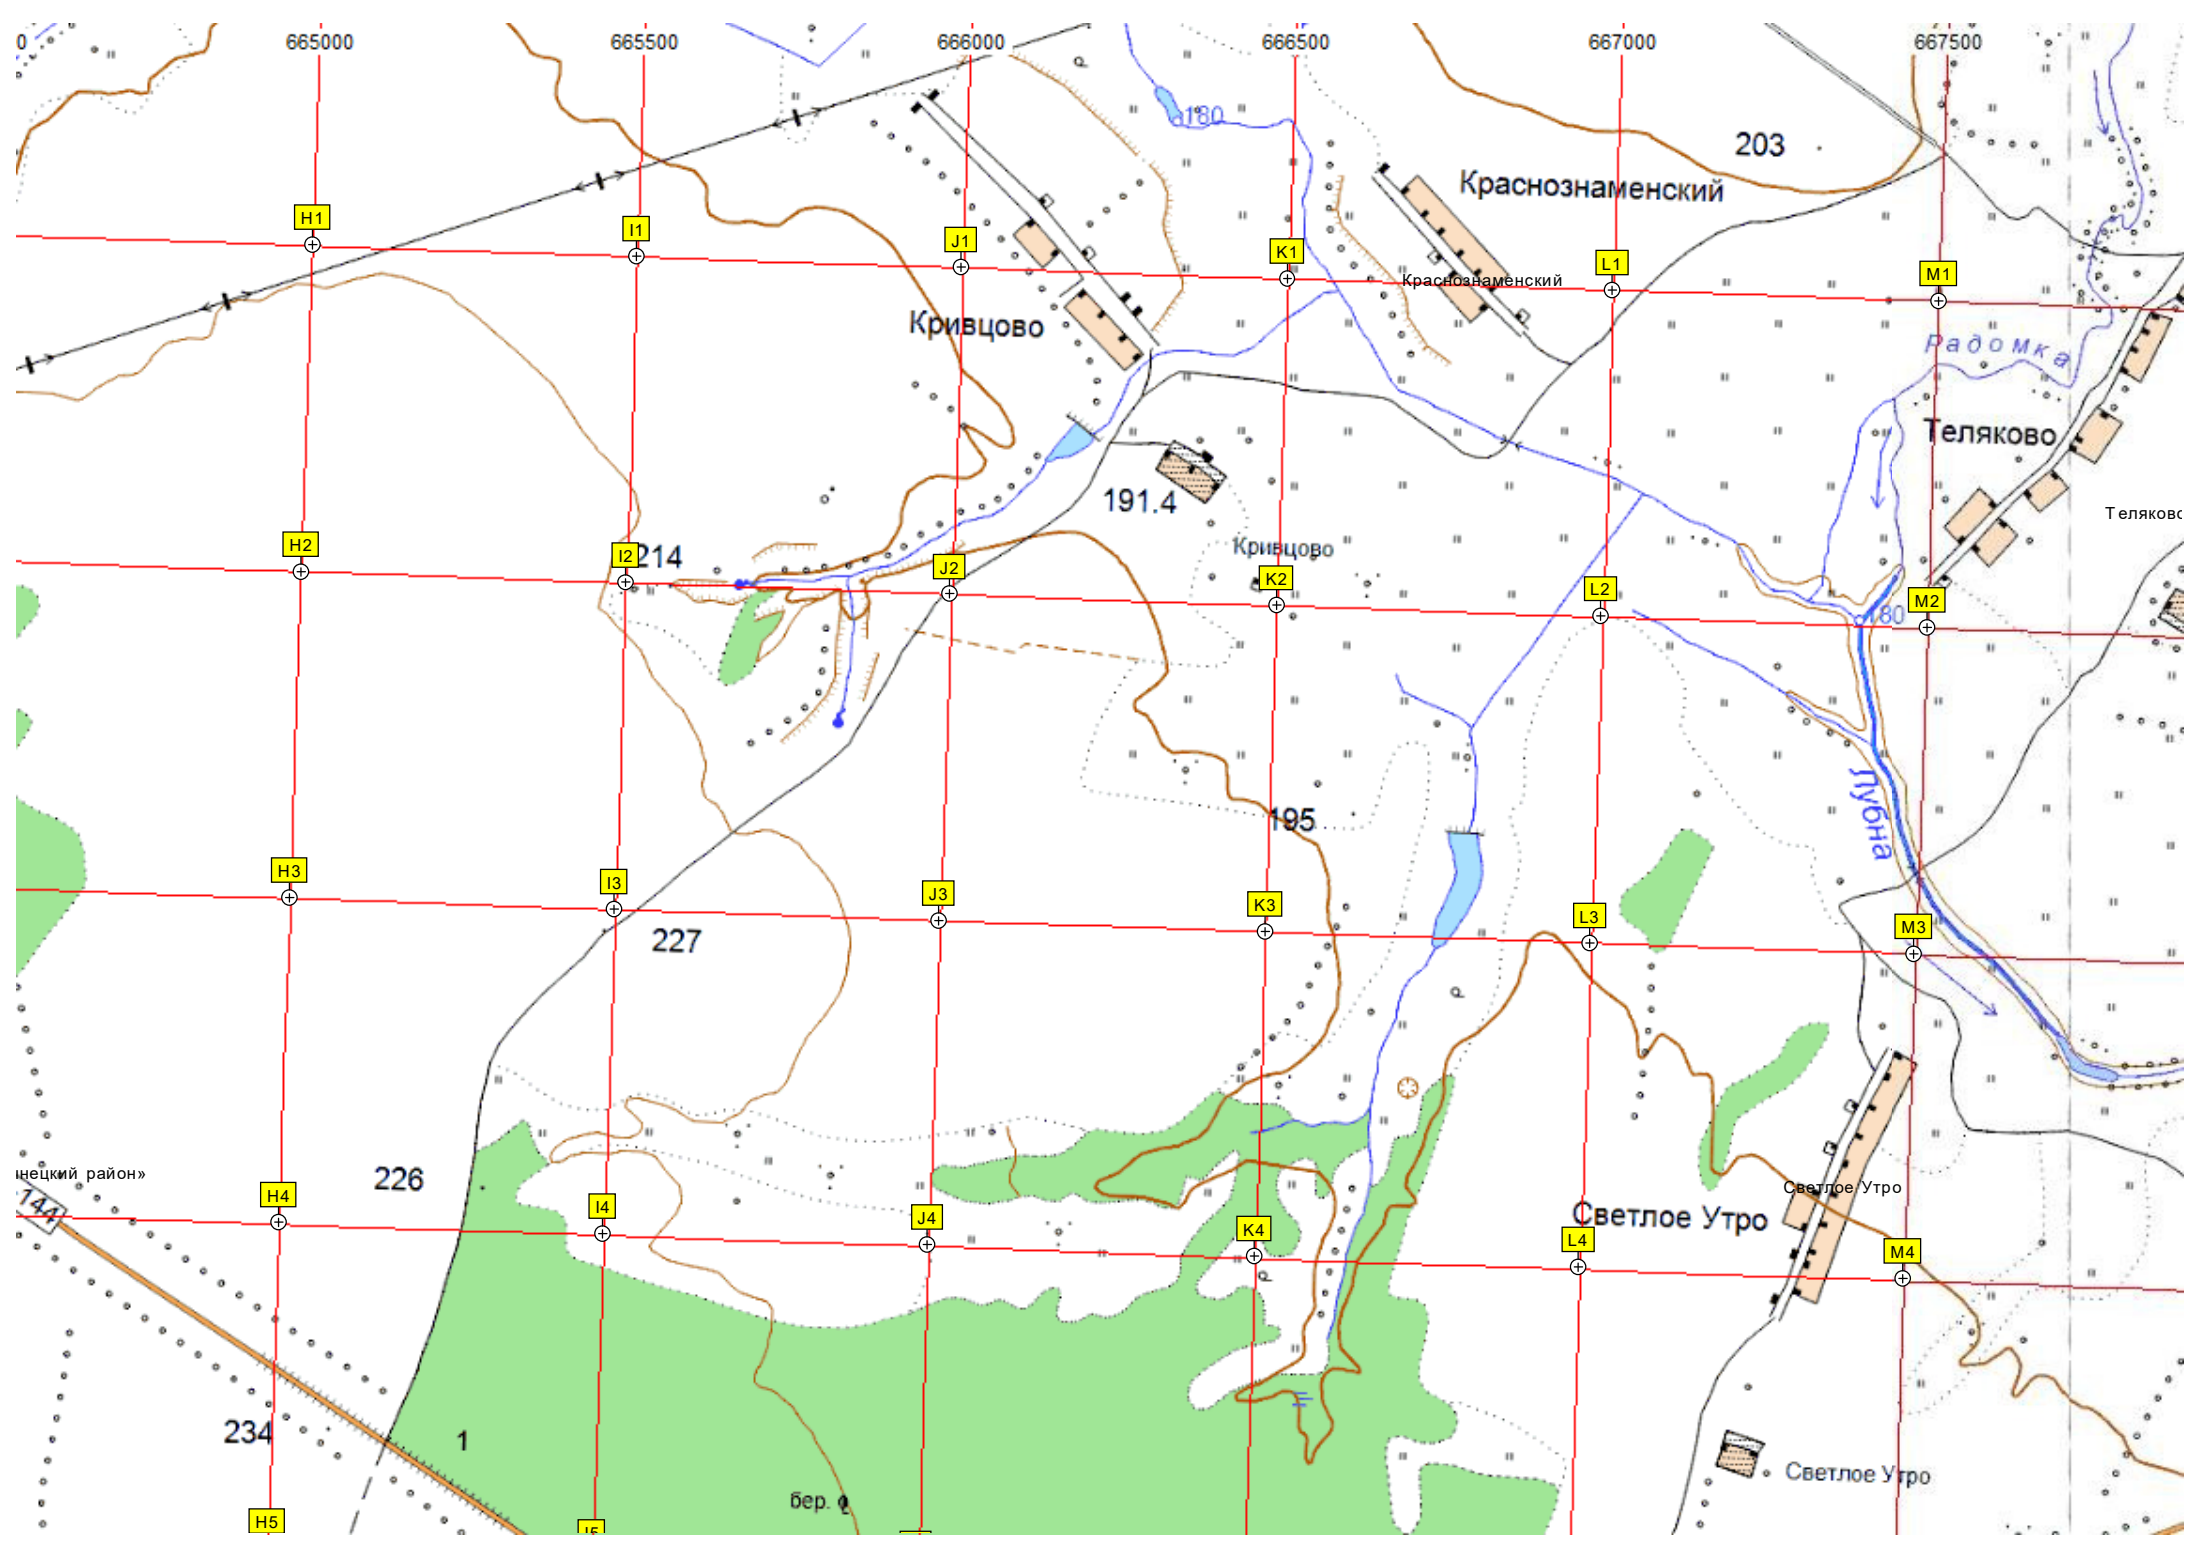 0 665000 665500 666000 666500 667000 667500
180
203
Краснознаменский
H1 I1 J1 K1 L1 M1
Краснознаменский
Кривцово
Радомка
Теляково
191.4
Теляковс
H2 I2 214 J2 Кривцово K2 L2 M2
180
195
Лубна
H3 I3 J3 K3 L3 M3
227
нецкий район»
226
144
Светлое Утро
Светлое Утро
H4 I4 J4 K4 L4 M4
234
1
Светлое Утро
бер.
H5 I5